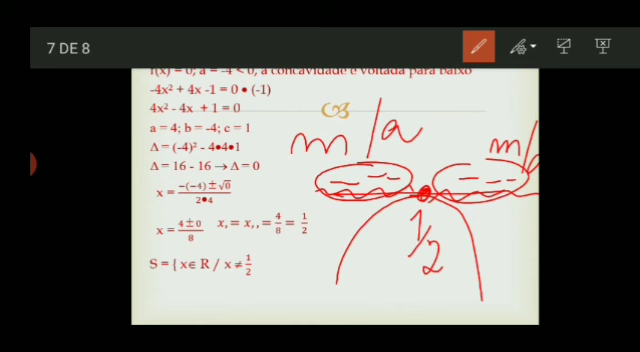 7 DE 8
f(x) = 0; a = -4 < 0, a concavidade é voltada para baixo
-4x² + 4x -1 = 0 • (-1)
4x² - 4x + 1 = 0
a = 4; b = -4; c = 1
Δ = (-4)² - 4•4•1
Δ = 16 - 16 → Δ = 0
x = −(−4) ± √0 / 2•4
x = 4 ± 0 / 8 x, = x,, = 4/8 = 1/2
S = { x∈ R / x ≠ 1/2
m/a
m/
1/2